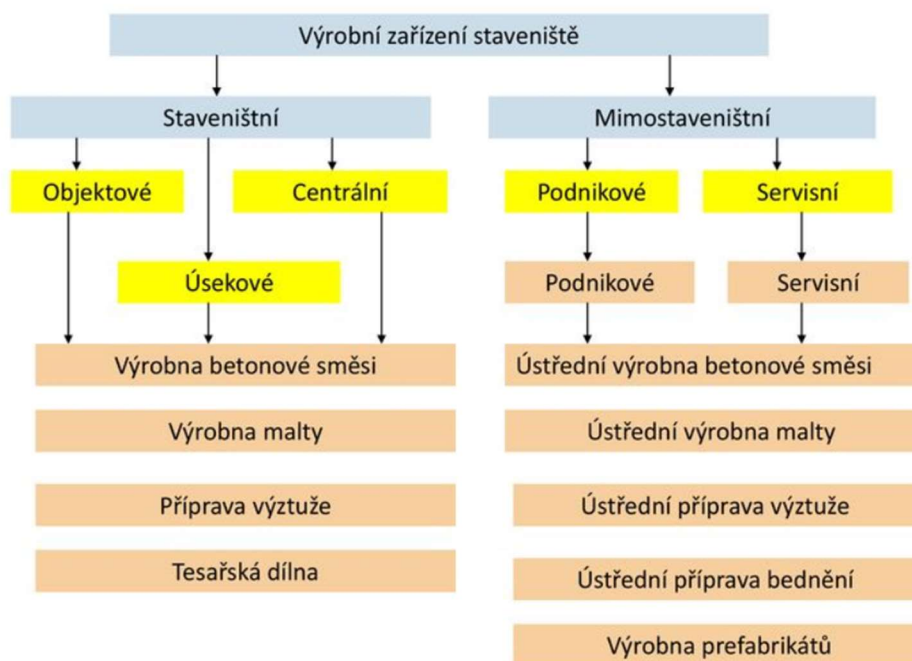 Výrobní zařízení staveniště
Staveništní
Mimostaveništní
Objektové
Centrální
Podnikové
Servisní
Úsekové
Podnikové
Servisní
Výrobna betonové směsi
Ústřední výrobna betonové směsi
Výrobna malty
Ústřední výrobna malty
Příprava výztuže
Ústřední příprava výztuže
Tesařská dílna
Ústřední příprava bednění
Výrobna prefabrikátů